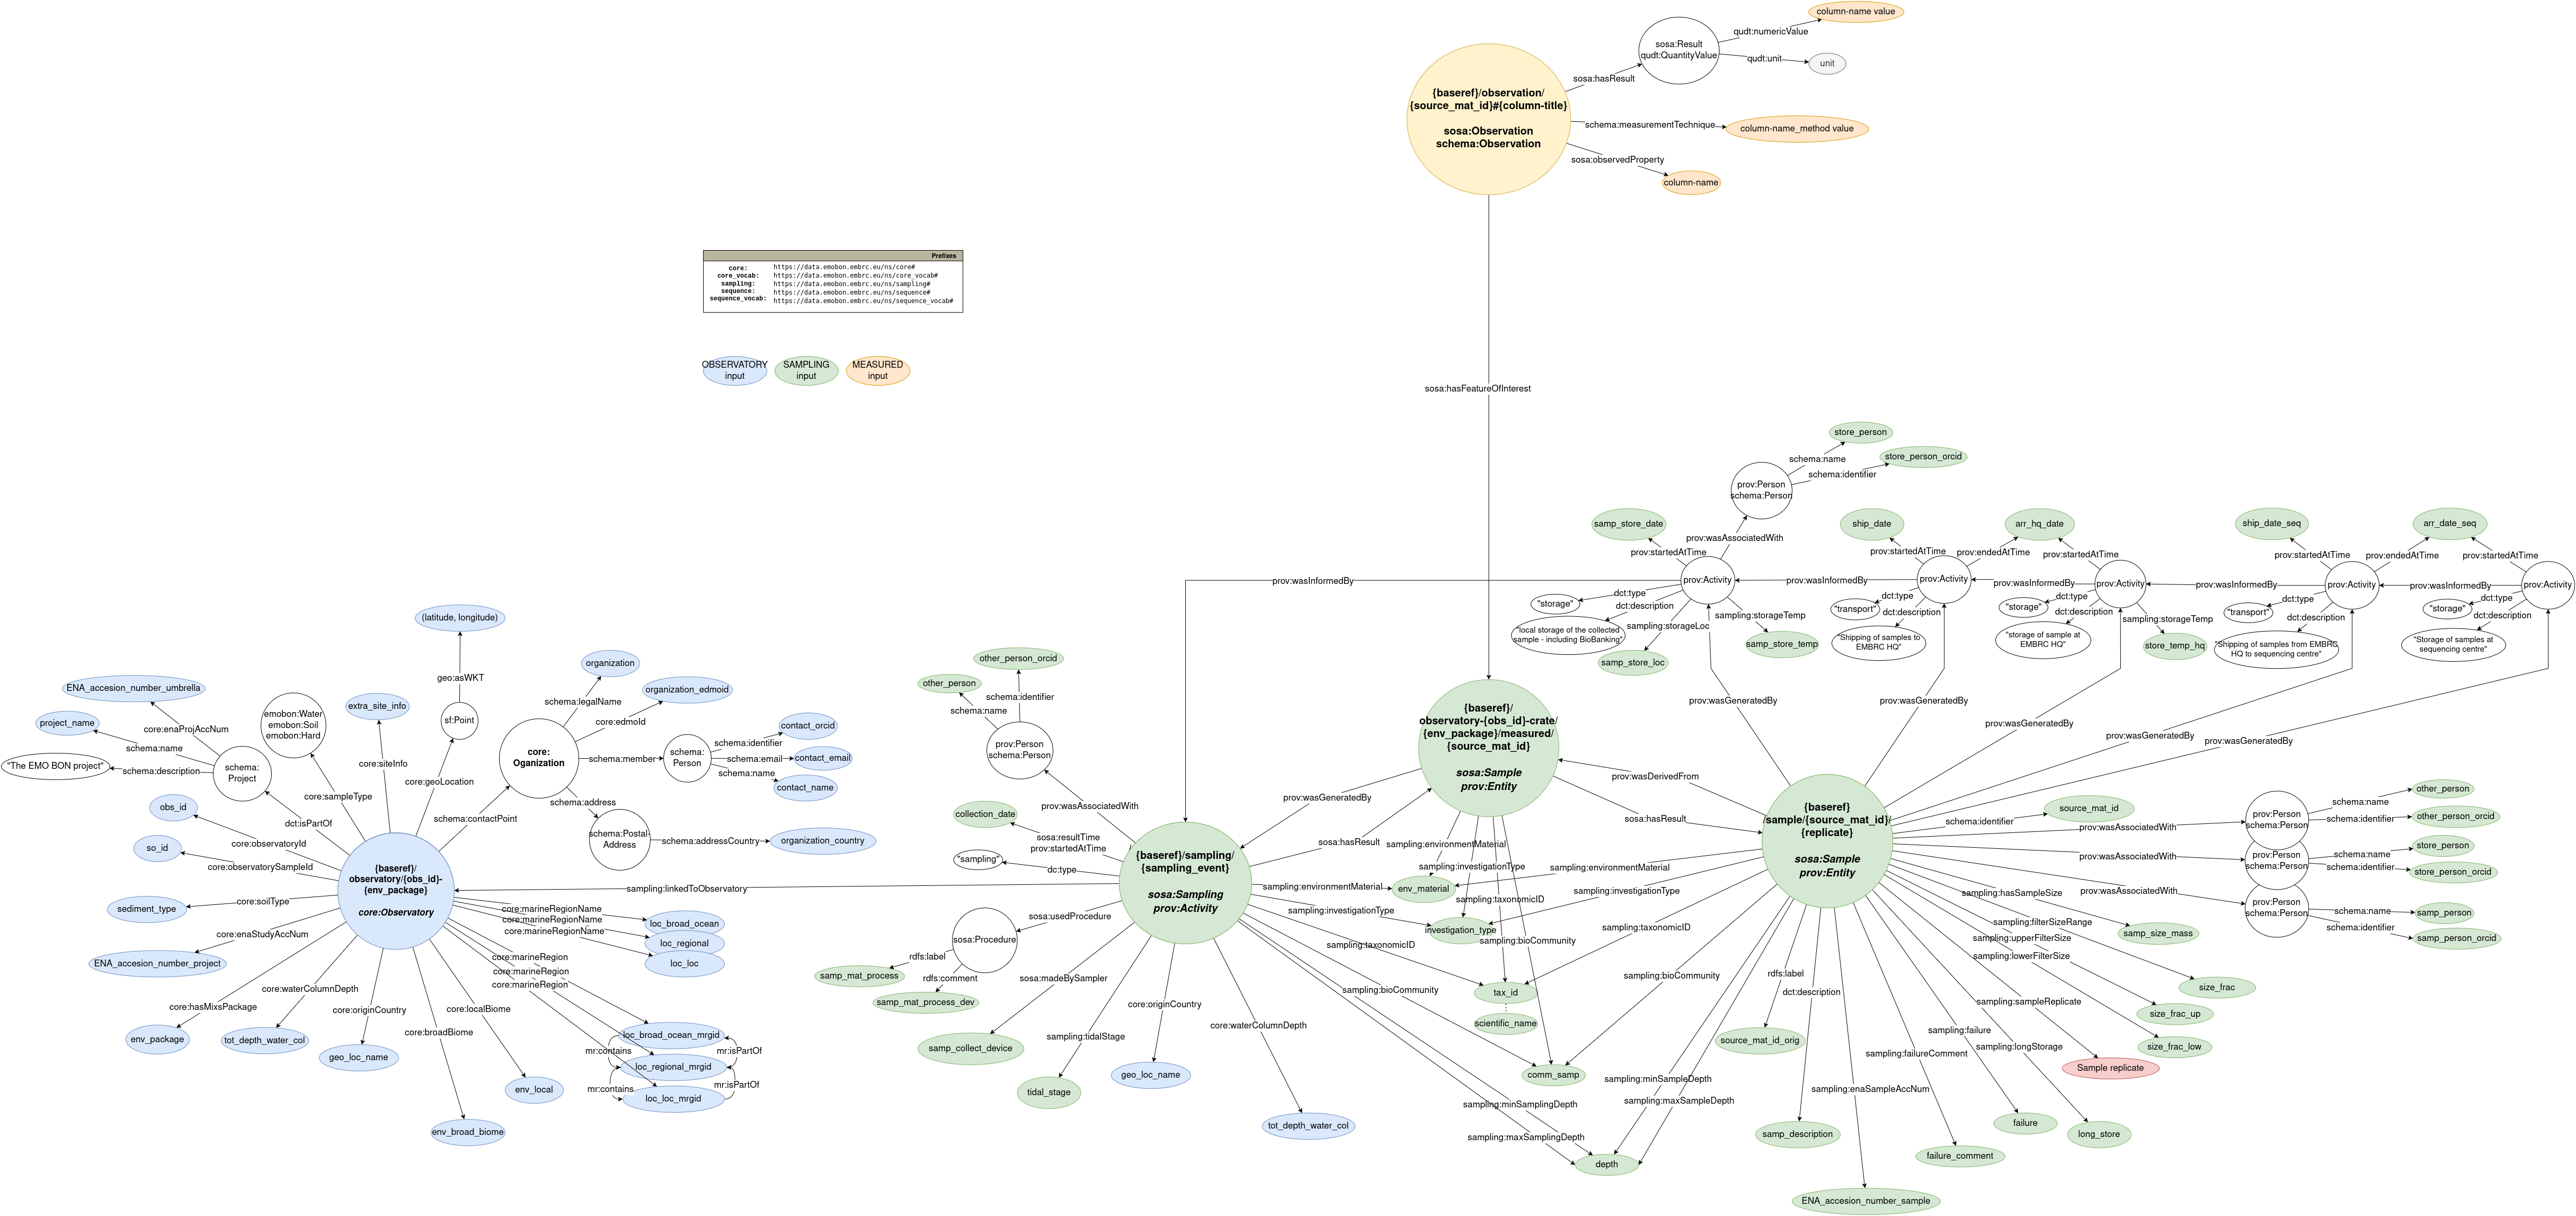 column-name value
qudt:numericValue
sosa:Result
qudt:QuantityValue
qudt:unit
unit
sosa:hasResult
{baseref}/observation/
{source_mat_id}#{column-title}
sosa:Observation
schema:Observation
schema:measurementTechnique
column-name_method value
sosa:observedProperty
column-name
Prefixes
core: https://data.emobon.embrc.eu/ns/core#
core_vocab: https://data.emobon.embrc.eu/ns/core_vocab#
sampling: https://data.emobon.embrc.eu/ns/sampling#
sequence: https://data.emobon.embrc.eu/ns/sequence#
sequence_vocab: https://data.emobon.embrc.eu/ns/sequence_vocab#
OBSERVATORY
input
SAMPLING
input
MEASURED
input
sosa:hasFeatureOfInterest
store_person
schema:name
store_person_orcid
schema:identifier
prov:Person
schema:Person
prov:wasAssociatedWith
samp_store_date
prov:startedAtTime
prov:Activity
prov:wasInformedBy
dct:type
"storage"
dct:description
"local storage of the collected
sample - including BioBanking"
sampling:storageLoc
samp_store_loc
sampling:storageTemp
samp_store_temp
ship_date
prov:startedAtTime
prov:endedAtTime
prov:wasInformedBy
prov:Activity
dct:type
"transport"
dct:description
"Shipping of samples to
EMBRC HQ"
arr_hq_date
prov:startedAtTime
prov:wasInformedBy
prov:Activity
dct:type
"storage"
dct:description
"storage of sample at
EMBRC HQ"
sampling:storageTemp
store_temp_hq
ship_date_seq
prov:startedAtTime
prov:endedAtTime
prov:wasInformedBy
prov:Activity
dct:type
"transport"
dct:description
"Shipping of samples from EMBRC
HQ to sequencing centre"
arr_date_seq
prov:startedAtTime
prov:wasInformedBy
prov:Activity
dct:type
"storage"
dct:description
"Storage of samples at
sequencing centre"
prov:wasGeneratedBy
prov:wasGeneratedBy
prov:wasGeneratedBy
prov:wasGeneratedBy
prov:wasGeneratedBy
(latitude, longitude)
geo:asWKT
sf:Point
core:geoLocation
ENA_accesion_number_umbrella
core:enaProjAccNum
project_name
schema:name
"The EMO BON project"
schema:description
schema:
Project
dct:isPartOf
emobon:Water
emobon:Soil
emobon:Hard
core:sampleType
extra_site_info
core:siteInfo
organization
schema:legalName
organization_edmoid
core:edmoId
core:
Oganization
schema:contactPoint
schema:member
schema:
Person
schema:identifier
contact_orcid
schema:email
contact_email
schema:name
contact_name
schema:address
schema:Postal-
Address
schema:addressCountry
organization_country
obs_id
core:observatoryId
so_id
core:observatorySampleId
sediment_type
core:soilType
core:enaStudyAccNum
ENA_accesion_number_project
core:hasMixsPackage
env_package
core:waterColumnDepth
tot_depth_water_col
core:originCountry
geo_loc_name
core:broadBiome
env_broad_biome
core:localBiome
env_local
{baseref}/
observatory/{obs_id}-
{env_package}
core:Observatory
core:marineRegionName
core:marineRegionName
core:marineRegionName
loc_broad_ocean
loc_regional
loc_loc
core:marineRegion
core:marineRegion
core:marineRegion
loc_broad_ocean_mrgid
mr:contains
mr:isPartOf
loc_regional_mrgid
mr:contains
mr:isPartOf
loc_loc_mrgid
sampling:linkedToObservatory
other_person_orcid
other_person
schema:identifier
schema:name
prov:Person
schema:Person
prov:wasAssociatedWith
collection_date
sosa:resultTime
prov:startedAtTime
"sampling"
dc:type
{baseref}/sampling/
{sampling_event}
sosa:Sampling
prov:Activity
sosa:usedProcedure
sosa:Procedure
rdfs:label
samp_mat_process
rdfs:comment
samp_mat_process_dev
sosa:madeBySampler
samp_collect_device
sampling:tidalStage
tidal_stage
core:originCountry
geo_loc_name
core:waterColumnDepth
tot_depth_water_col
prov:wasGeneratedBy
sosa:hasResult
{baseref}/
observatory-{obs_id}-crate/
{env_package}/measured/
{source_mat_id}
sosa:Sample
prov:Entity
prov:wasDerivedFrom
sosa:hasResult
sampling:environmentMaterial
sampling:environmentMaterial
sampling:environmentMaterial
env_material
sampling:investigationType
sampling:investigationType
sampling:investigationType
investigation_type
sampling:taxonomicID
sampling:taxonomicID
sampling:taxonomicID
tax_id
scientific_name
sampling:bioCommunity
sampling:bioCommunity
sampling:bioCommunity
comm_samp
sampling:minSamplingDepth
sampling:maxSamplingDepth
sampling:minSampleDepth
sampling:maxSampleDepth
depth
{baseref}
sample/{source_mat_id}/
{replicate}
sosa:Sample
prov:Entity
schema:identifier
source_mat_id
prov:wasAssociatedWith
prov:Person
schema:Person
schema:name
other_person
schema:identifier
other_person_orcid
prov:wasAssociatedWith
prov:Person
schema:Person
schema:name
store_person
schema:identifier
store_person_orcid
prov:wasAssociatedWith
prov:Person
schema:Person
schema:name
samp_person
schema:identifier
samp_person_orcid
sampling:hasSampleSize
samp_size_mass
sampling:filterSizeRange
size_frac
sampling:upperFilterSize
size_frac_up
sampling:lowerFilterSize
size_frac_low
sampling:sampleReplicate
Sample replicate
sampling:longStorage
long_store
sampling:failure
failure
sampling:failureComment
failure_comment
sampling:enaSampleAccNum
ENA_accesion_number_sample
dct:description
samp_description
rdfs:label
source_mat_id_orig